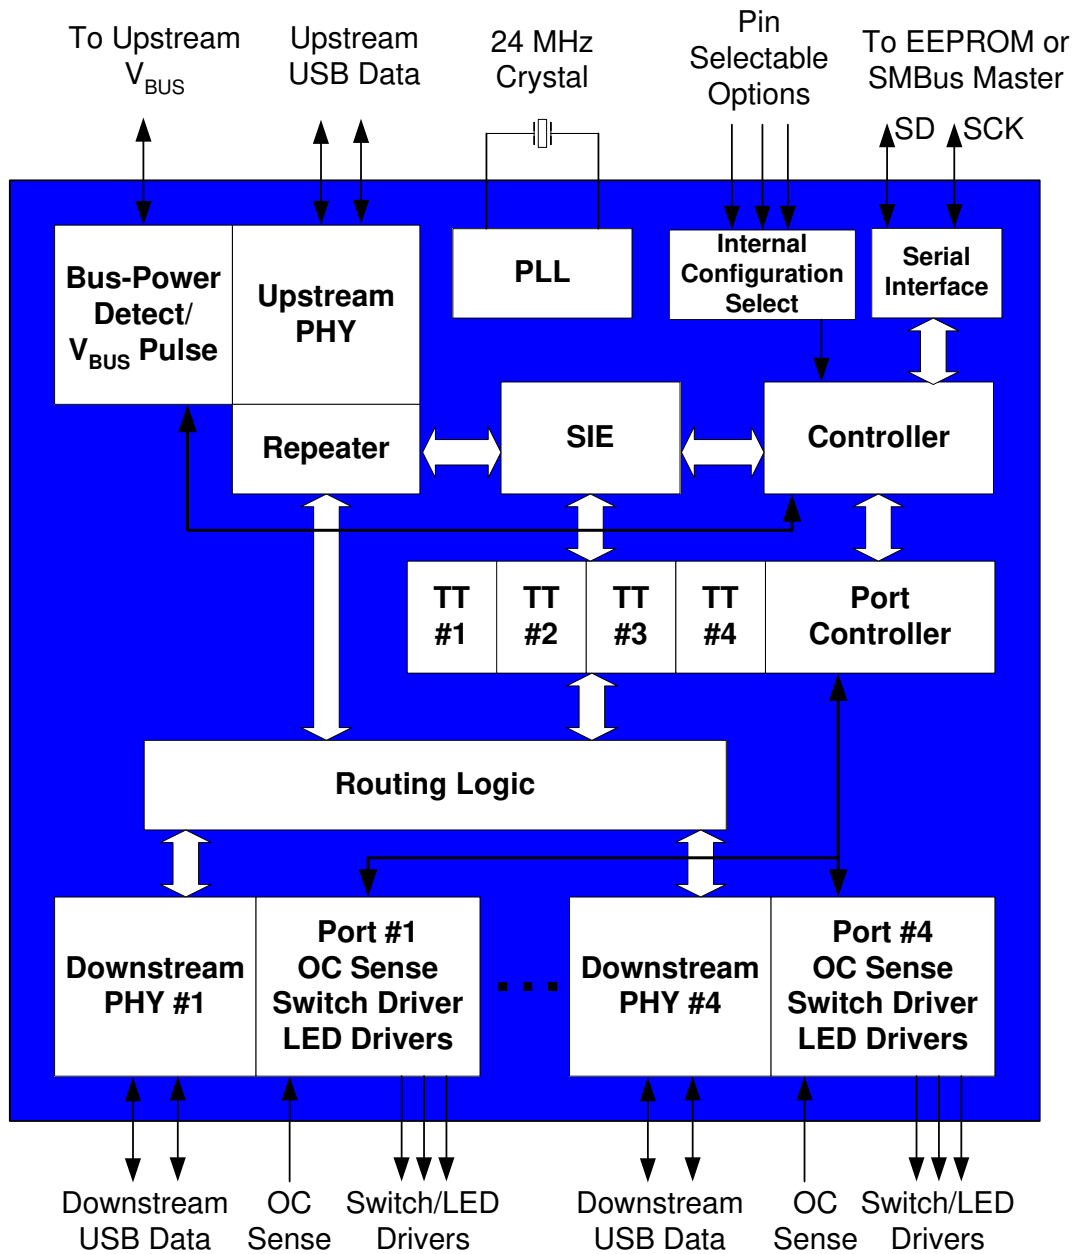 To Upstream
V_BUS
Upstream
USB Data
24 MHz
Crystal
Pin
Selectable
Options
To EEPROM or
SMBus Master
SD
SCK
Bus-Power
Detect/
V_BUS Pulse
Upstream
PHY
PLL
Internal
Configuration
Select
Serial
Interface
Repeater
SIE
Controller
TT
#1
TT
#2
TT
#3
TT
#4
Port
Controller
Routing Logic
Downstream
PHY #1
Port #1
OC Sense
Switch Driver
LED Drivers
. . .
Downstream
PHY #4
Port #4
OC Sense
Switch Driver
LED Drivers
Downstream
USB Data
OC
Sense
Switch/LED
Drivers
Downstream
USB Data
OC
Sense
Switch/LED
Drivers